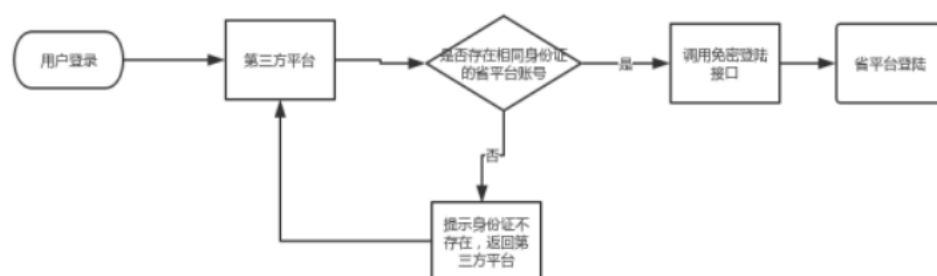 用户登录
第三方平台
是否存在相同身份证
的省平台账号
是
调用免密登陆
接口
省平台登陆
否
提示身份证不
存在，返回第
三方平台